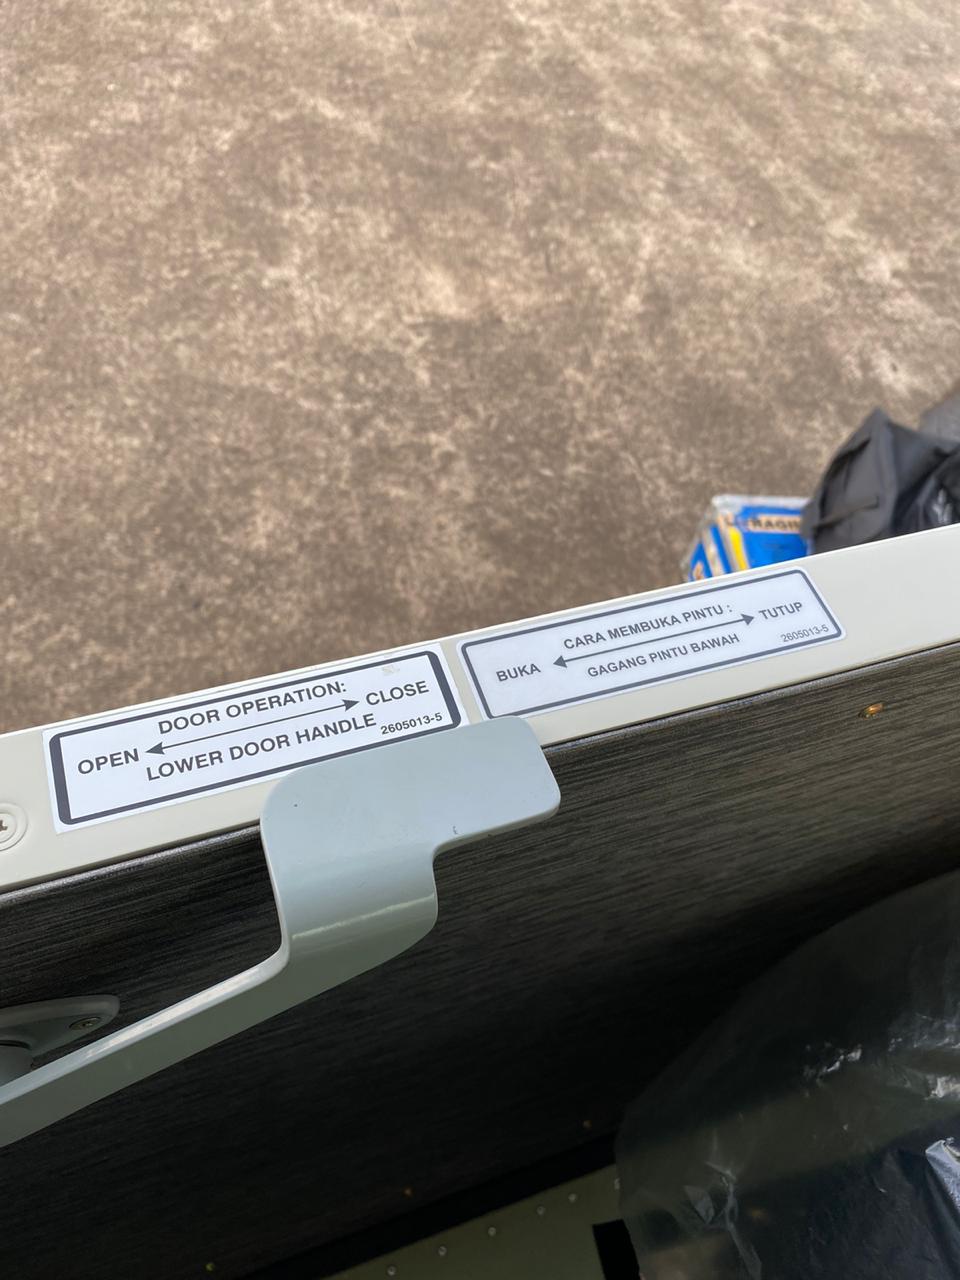 DOOR OPERATION:
OPEN CLOSE
LOWER DOOR HANDLE
2605013-5
CARA MEMBUKA PINTU :
BUKA TUTUP
GAGANG PINTU BAWAH
2605013-5